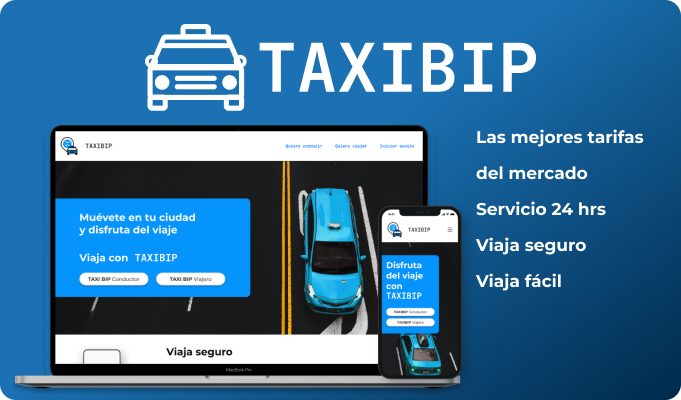 TAXIBIP
TAXIBIP
Quiero conducir
Quiero viajar
Iniciar sesión
Muévete en tu ciudad
y disfruta del viaje
Viaja con TAXIBIP
TAXI BIP Conductor
TAXI BIP Viajero
Viaja seguro
MacBook Pro
TAXIBIP
Disfruta
del viaje
con
TAXIBIP
TAXIBIP Conductor
TAXIBIP Viajero
Las mejores tarifas
del mercado
Servicio 24 hrs
Viaja seguro
Viaja fácil